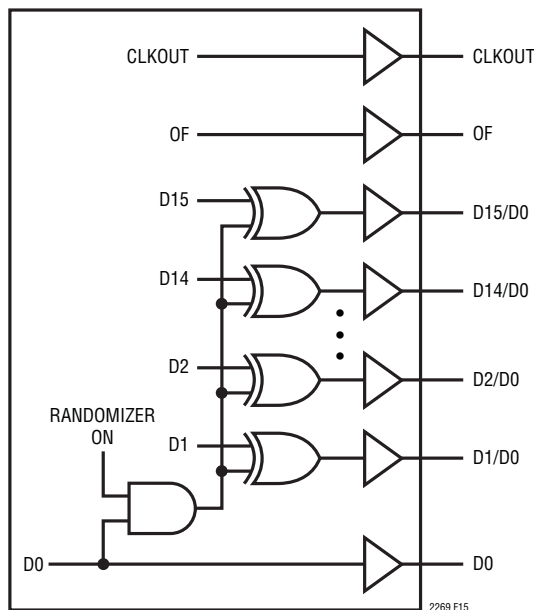 CLKOUT CLKOUT
OF OF
D15 D15/D0
D14 D14/D0
D2 D2/D0
RANDOMIZER
ON
D1 D1/D0
D0 D0
2269 F15